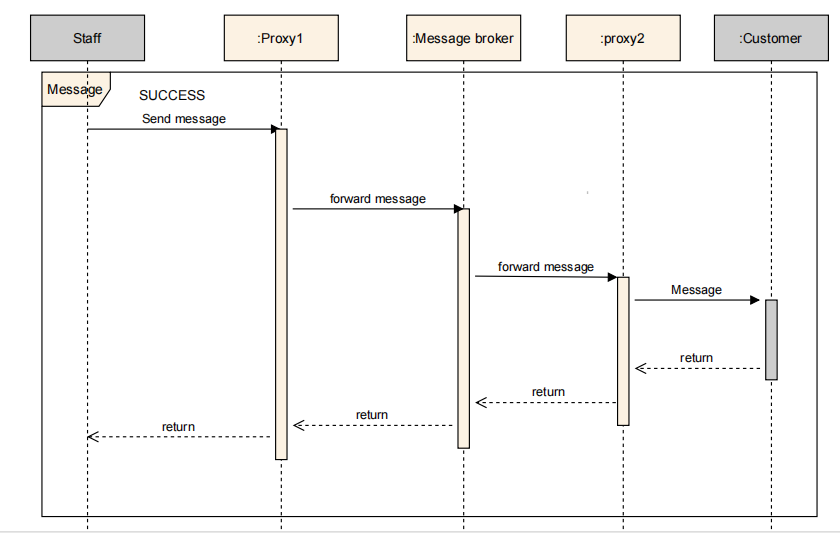 Staff
:Proxy1
:Message broker
:proxy2
:Customer
Message
SUCCESS
Send message
forward message
forward message
Message
return
return
return
return